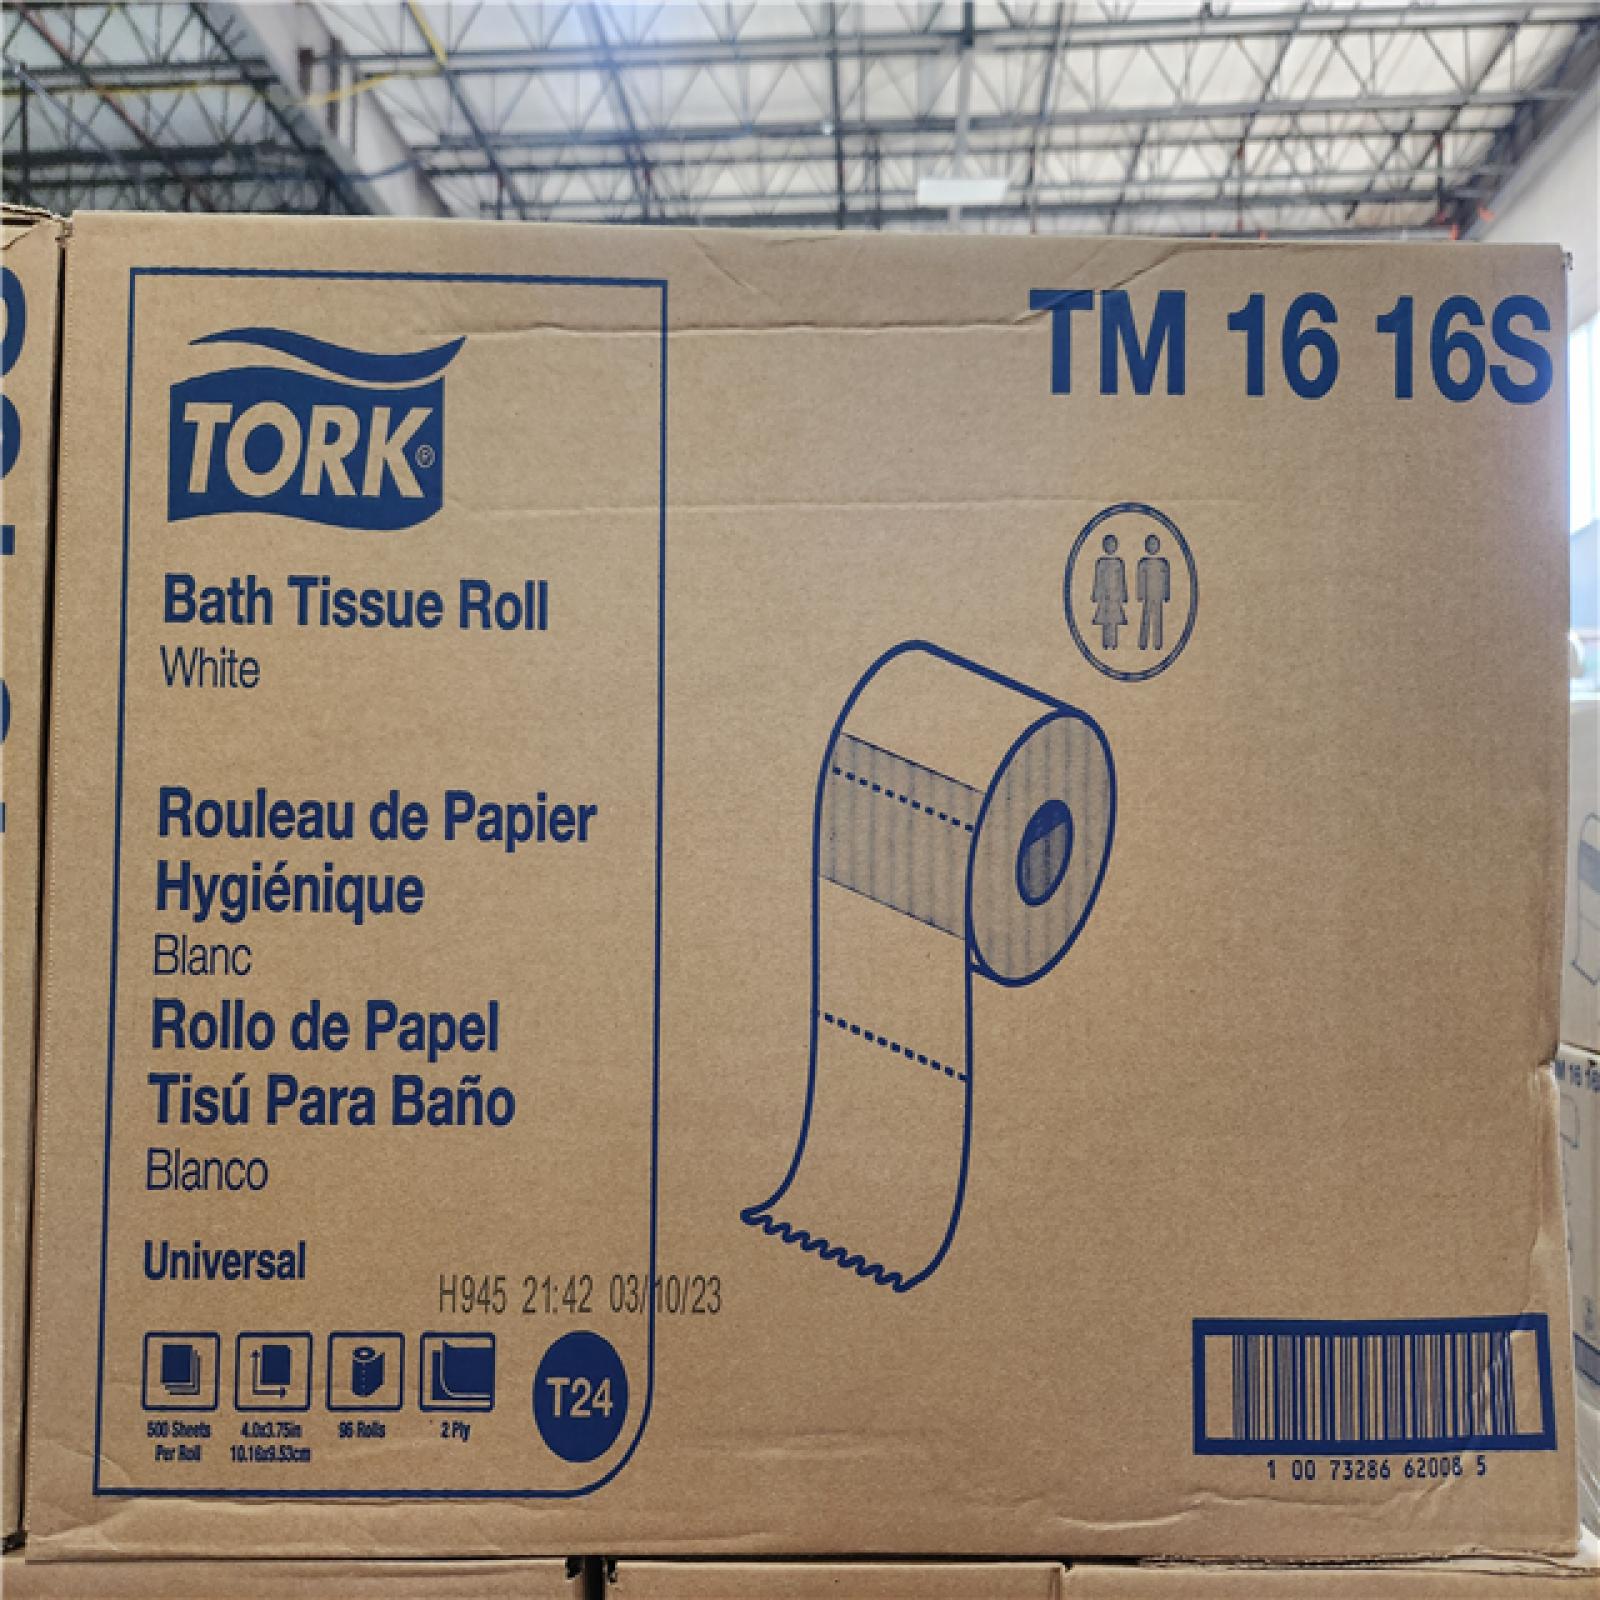 TM 16 16S
TORK®
Bath Tissue Roll
White
Rouleau de Papier
Hygiénique
Blanc
Rollo de Papel
Tisú Para Baño
Blanco
Universal
H945 21:42 03/10/23
500 Sheets
Per Roll
4.0x3.75in
10.16x9.53cm
96 Rolls
2 Ply
T24
1 00 73286 62008 5